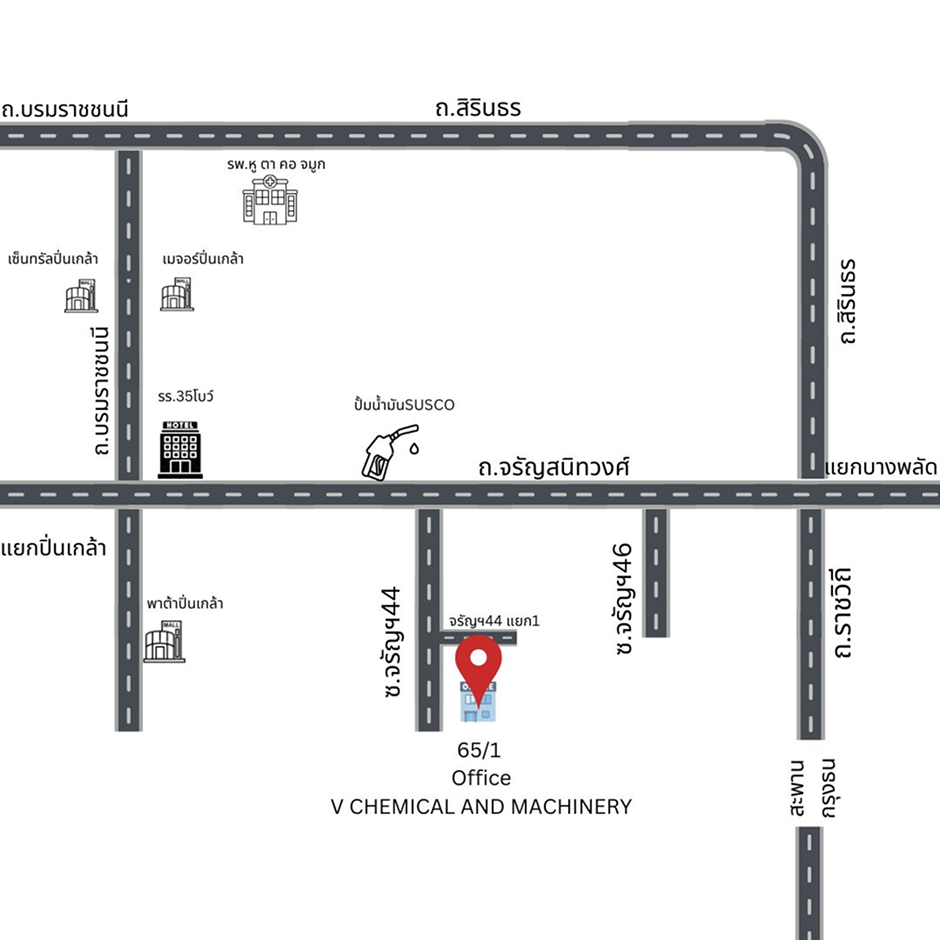 ถ.บรมราชชนนี
ถ.สิรินธร
รพ.หู ตา คอ จมูก
เซ็นทรัลปิ่นเกล้า
เมเจอร์ปิ่นเกล้า
MALL
MALL
ถ.บรมราชชนนี
ถ.สิรินธร
รร.35โบว์
HOTEL
ปั้มน้ำมันSUSCO
ถ.จรัญสนิทวงศ์
แยกบางพลัด
แยกปิ่นเกล้า
พาต้าปิ่นเกล้า
MALL
ซ.จรัญฯ44
จรัญฯ44 แยก1
ซ.จรัญฯ46
ถ.ราชวิถี
65/1
Office
V CHEMICAL AND MACHINERY
สะพาน
กรุงธน